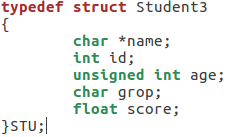 typedef struct Student3
{
        char *name;
        int id;
        unsigned int age;
        char grop;
        float score;
}STU;